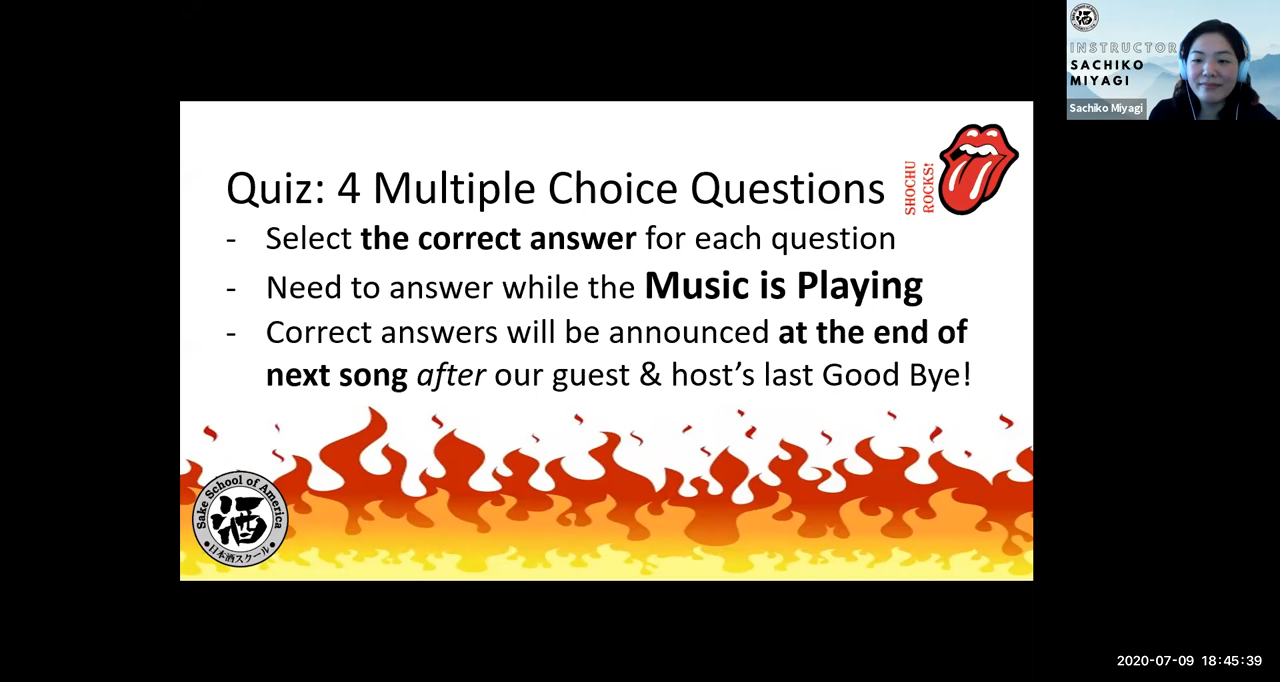 INSTRUCTOR
SACHIKO
MIYAGI
Sachiko Miyagi
Quiz: 4 Multiple Choice Questions
SHOCHU
ROCKS!
- Select the correct answer for each question
- Need to answer while the Music is Playing
- Correct answers will be announced at the end of
next song after our guest & host's last Good Bye!
Sake School of America
酒
•日本酒スクール•
2020-07-09 18:45:39